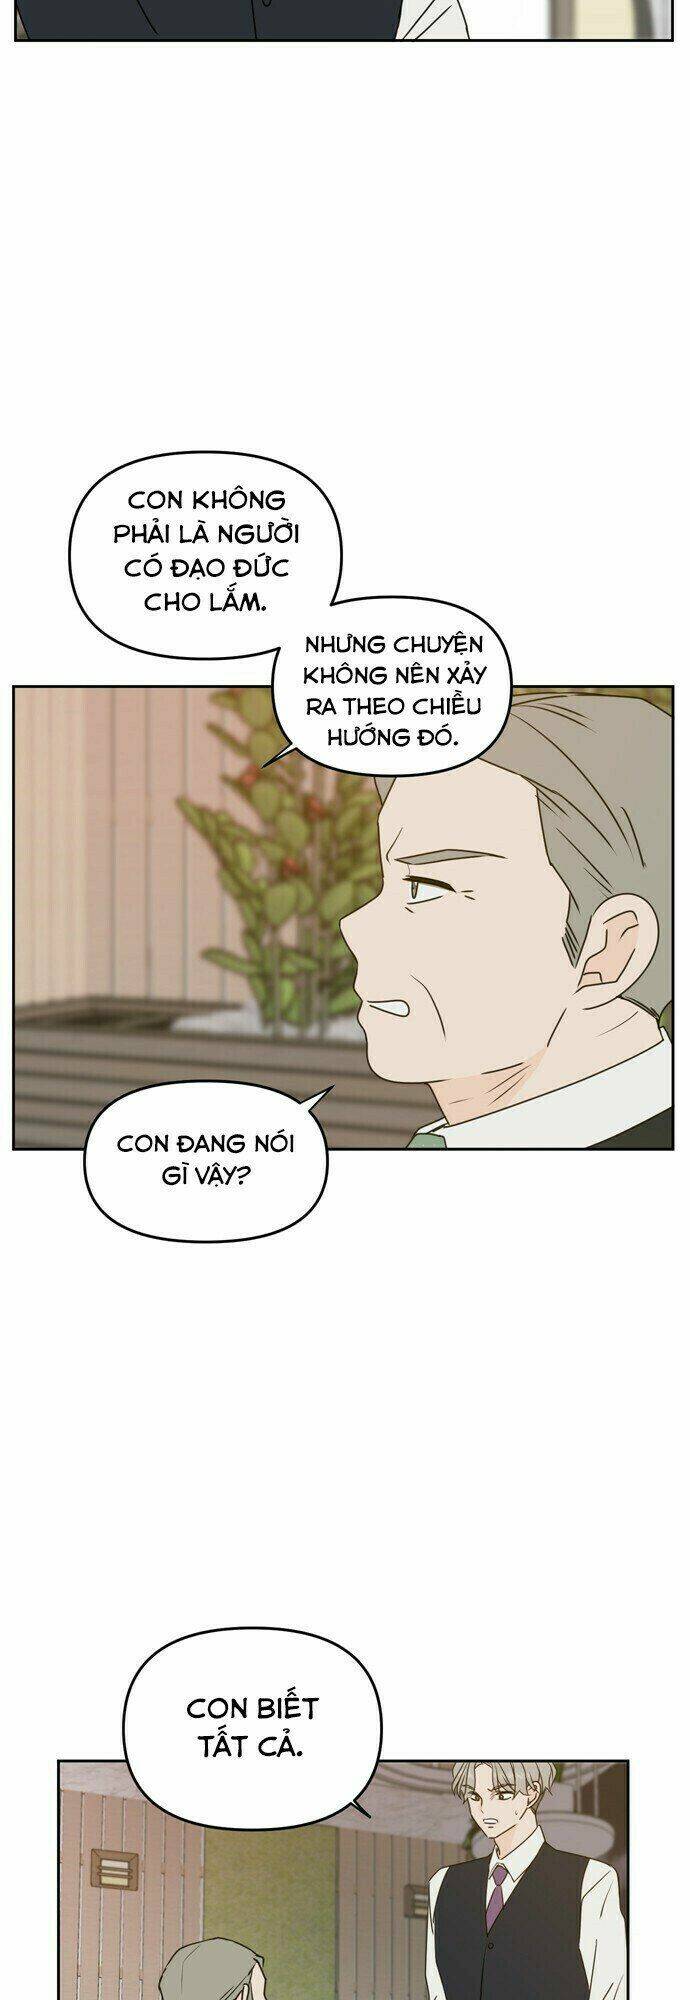 CON KHÔNG
PHẢI LÀ NGƯỜI
CÓ ĐẠO ĐỨC
CHO LẮM.
NHƯNG CHUYỆN
KHÔNG NÊN XẢY
RA THEO CHIỀU
HƯỚNG ĐÓ.
CON ĐANG NÓI
GÌ VẬY?
CON BIẾT
TẤT CẢ.